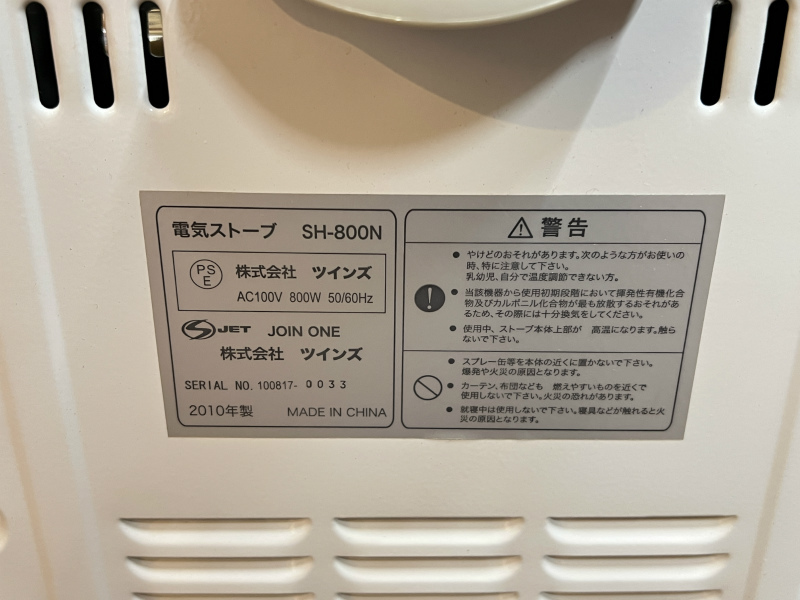 電気ストーブ SH-800N
PS
E
株式会社 ツインズ
AC100V 800W 50/60Hz
SJET JOIN ONE
株式会社 ツインズ
SERIAL NO. 100817-0033
2010年製 MADE IN CHINA
警告
● やけどのおそれがあります。次のような方がお使いの
時、特に注意して下さい。
乳幼児、自分で温度調節できない方。
● 当該機器から使用初期段階において揮発性有機化合
物及びカルボニル化合物が最も放散するおそれがあ
るため、その際には十分換気をしてください。
● 使用中、ストーブ本体上部が 高温になります。触ら
ないで下さい。
● スプレー缶等を本体の近くに置かないで下さい。
爆発や火災の原因となります。
● カーテン、布団なども 燃えやすいものを近くで
使用しないで下さい。火災の恐れがあります。
● 就寝中は使用しないで下さい。寝具などが触れると火
災の原因となります。